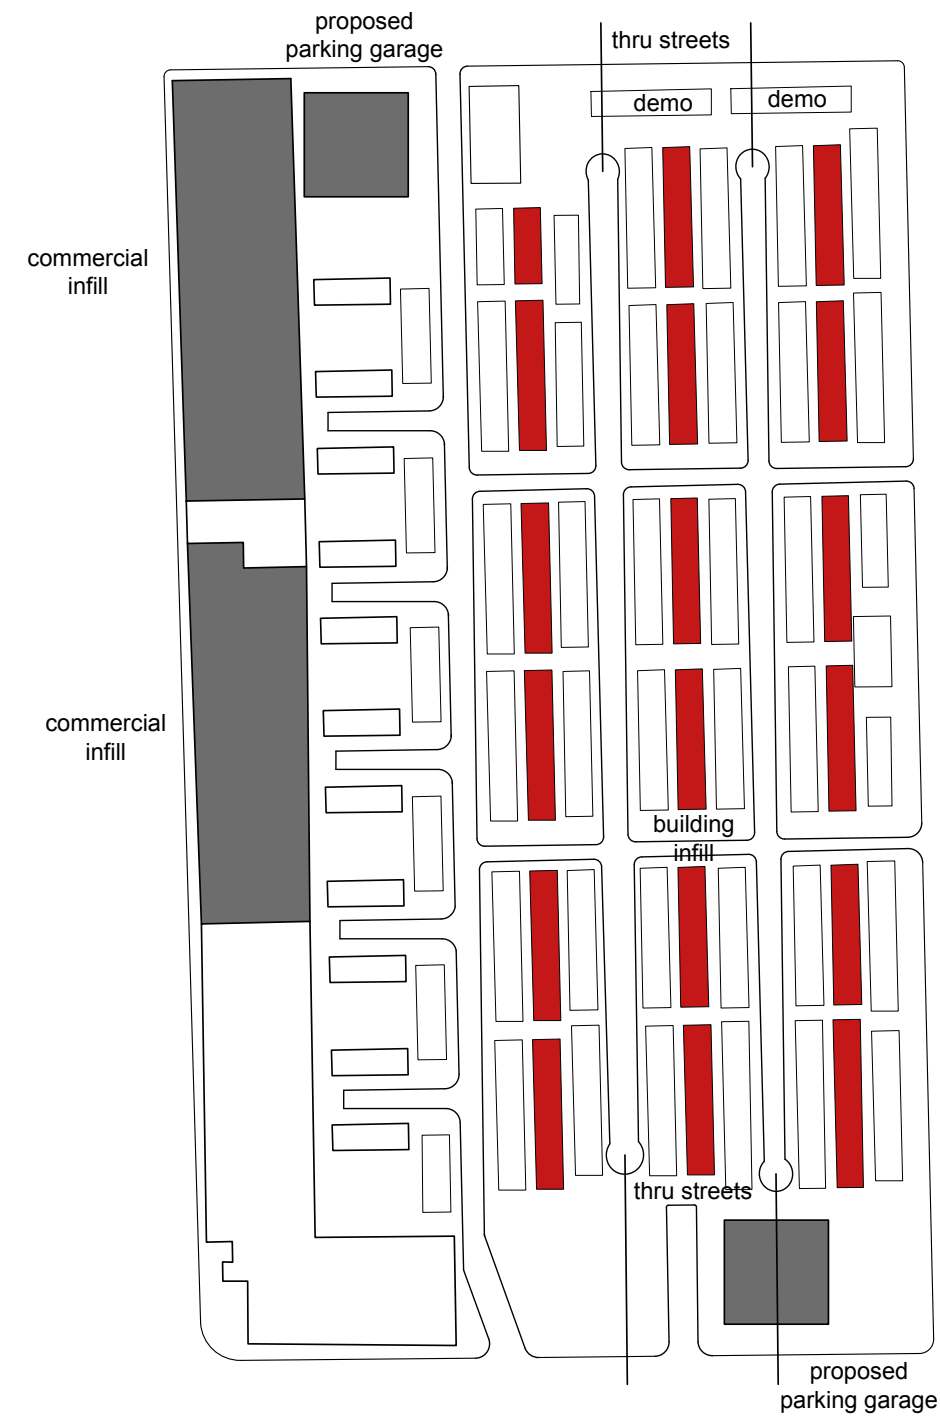 proposed
parking garage
thru streets
demo
demo
commercial
infill
commercial
infill
building
infill
thru streets
proposed
parking garage